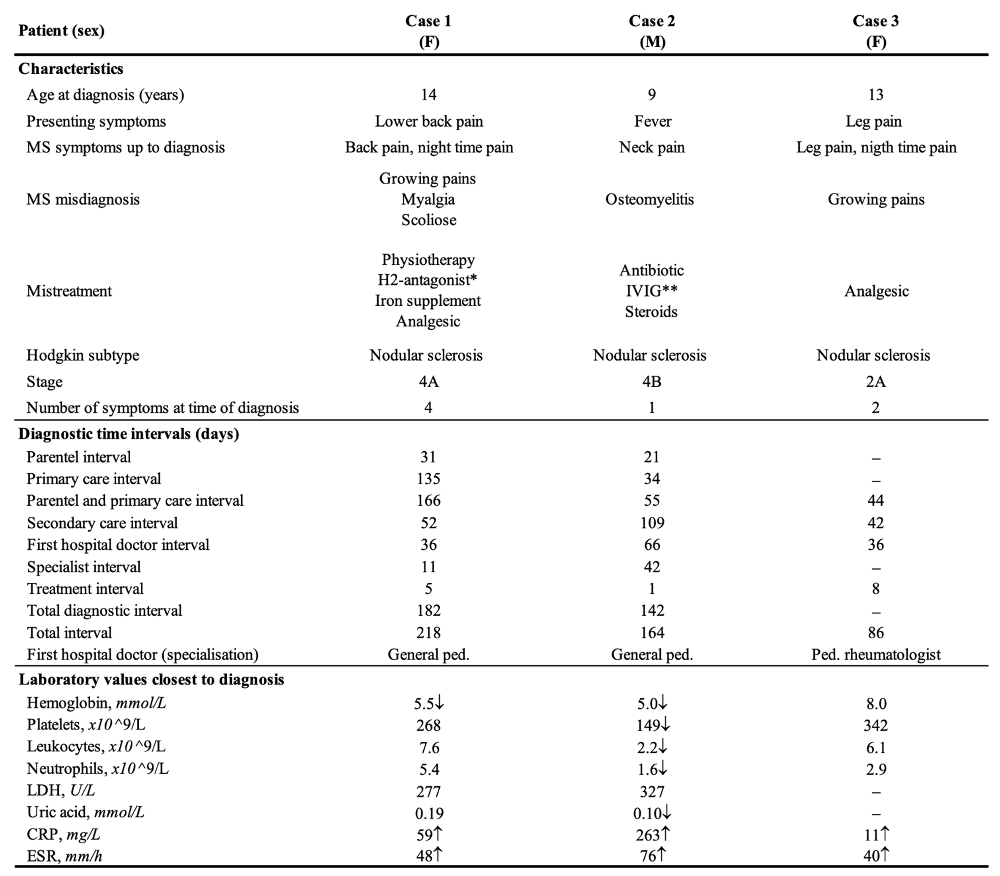 Patient (sex) Case 1 (F) Case 2 (M) Case 3 (F)
Characteristics
Age at diagnosis (years) 14 9 13
Presenting symptoms Lower back pain Fever Leg pain
MS symptoms up to diagnosis Back pain, night time pain Neck pain Leg pain, nigth time pain
MS misdiagnosis Growing pains Myalgia Scoliose Osteomyelitis Growing pains
Mistreatment Physiotherapy H2-antagonist* Iron supplement Analgesic Antibiotic IVIG** Steroids Analgesic
Hodgkin subtype Nodular sclerosis Nodular sclerosis Nodular sclerosis
Stage 4A 4B 2A
Number of symptoms at time of diagnosis 4 1 2
Diagnostic time intervals (days)
Parentel interval 31 21 –
Primary care interval 135 34 –
Parentel and primary care interval 166 55 44
Secondary care interval 52 109 42
First hospital doctor interval 36 66 36
Specialist interval 11 42 –
Treatment interval 5 1 8
Total diagnostic interval 182 142 –
Total interval 218 164 86
First hospital doctor (specialisation) General ped. General ped. Ped. rheumatologist
Laboratory values closest to diagnosis
Hemoglobin, mmol/L 5.5↓ 5.0↓ 8.0
Platelets, x10^9/L 268 149↓ 342
Leukocytes, x10^9/L 7.6 2.2↓ 6.1
Neutrophils, x10^9/L 5.4 1.6↓ 2.9
LDH, U/L 277 327 –
Uric acid, mmol/L 0.19 0.10↓ –
CRP, mg/L 59↑ 263↑ 11↑
ESR, mm/h 48↑ 76↑ 40↑